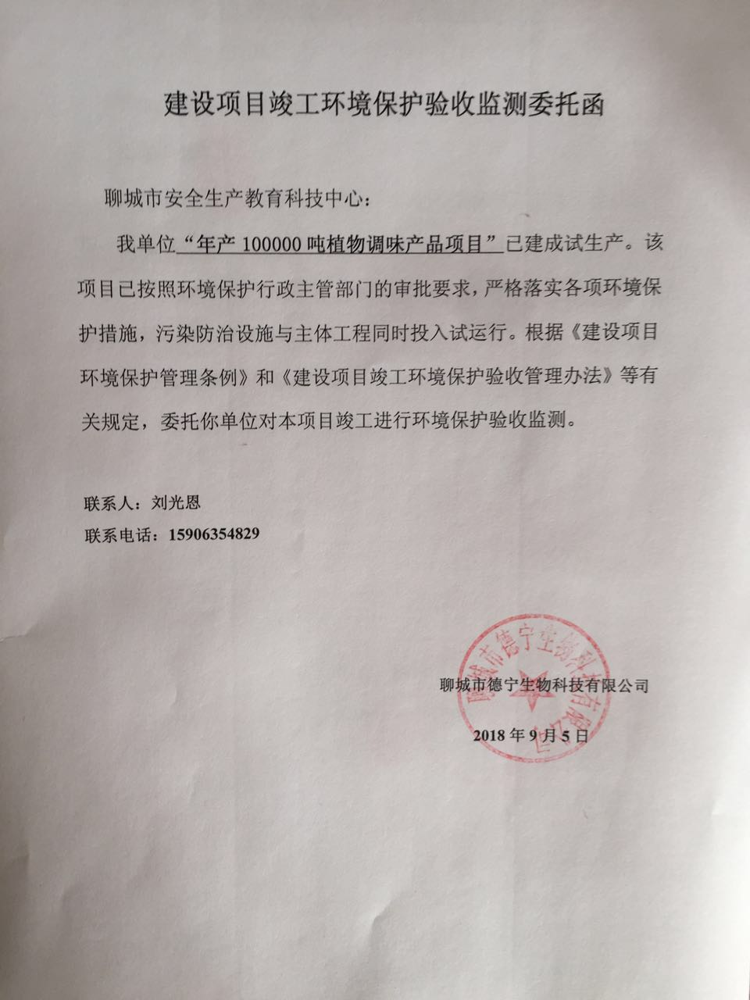 建设项目竣工环境保护验收监测委托函
聊城市安全生产教育科技中心：
我单位“年产 100000 吨植物调味产品项目”已建成试生产。该
项目已按照环境保护行政主管部门的审批要求，严格落实各项环境保
护措施，污染防治设施与主体工程同时投入试运行。根据《建设项目
环境保护管理条例》和《建设项目竣工环境保护验收管理办法》等有
关规定，委托你单位对本项目竣工进行环境保护验收监测。
联系人：刘光恩
联系电话：15906354829
聊城市德宁生物科技有限公司
聊城市德宁生物科技有限公司
2018 年 9 月 5 日